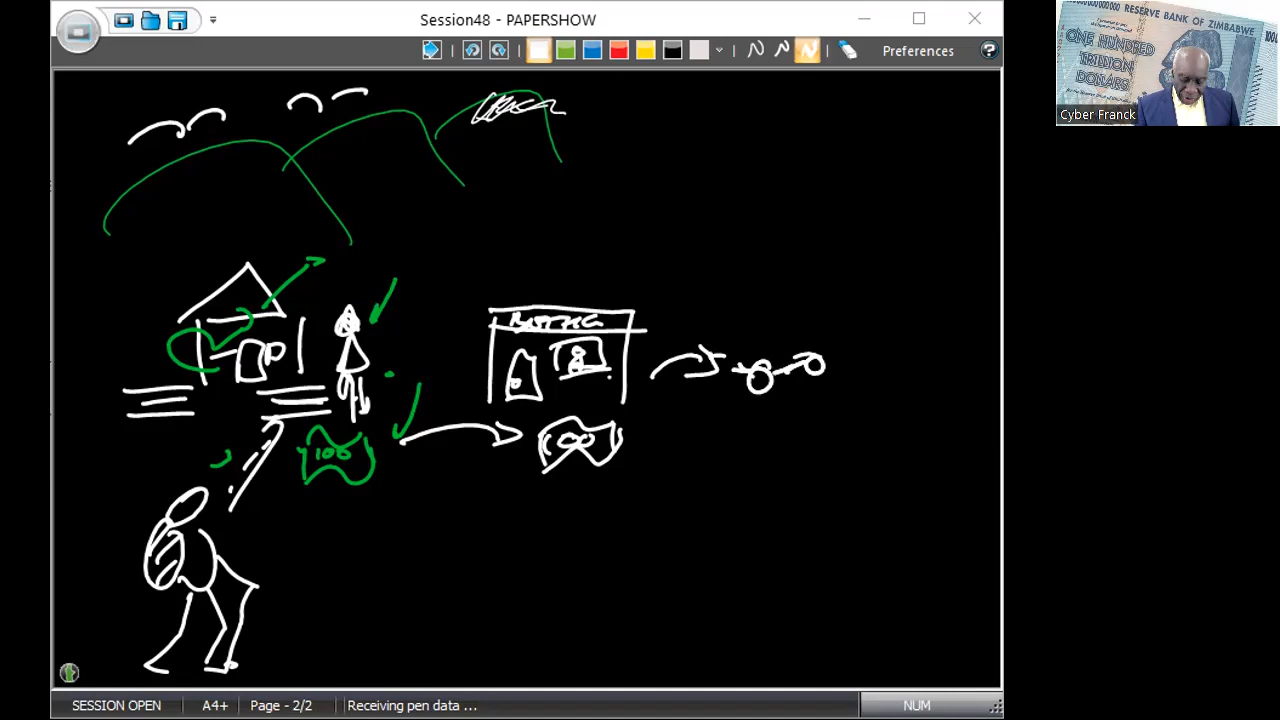 Session48 - PAPERSHOW
Preferences
100
100
SESSION OPEN
A4+
Page - 2/2
Receiving pen data ...
NUM
RESERVE BANK OF ZIMBABWE
ONE HUNDRED
TRILLION
DOLLARS
Cyber Franck